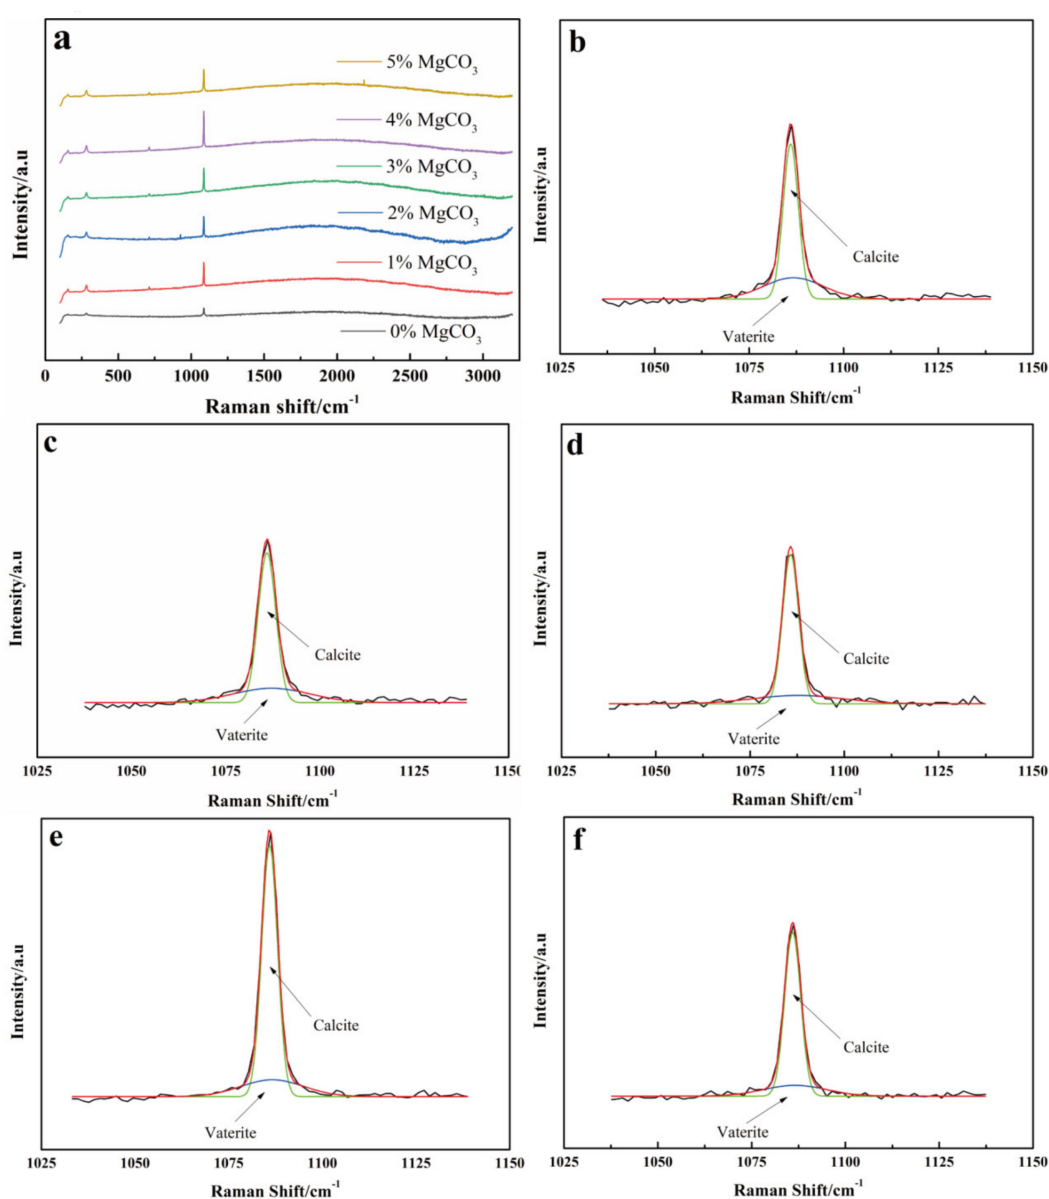 a
5% MgCO3
4% MgCO3
3% MgCO3
2% MgCO3
1% MgCO3
0% MgCO3
Intensity/a.u
0 500 1000 1500 2000 2500 3000
Raman shift/cm-1
b
Calcite
Vaterite
Intensity/a.u
1025 1050 1075 1100 1125 1150
Raman Shift/cm-1
c
Calcite
Vaterite
Intensity/a.u
1025 1050 1075 1100 1125 1150
Raman Shift/cm-1
d
Calcite
Vaterite
Intensity/a.u
1025 1050 1075 1100 1125 1150
Raman Shift/cm-1
e
Calcite
Vaterite
Intensity/a.u
1025 1050 1075 1100 1125 1150
Raman Shift/cm-1
f
Calcite
Vaterite
Intensity/a.u
1025 1050 1075 1100 1125 1150
Raman Shift/cm-1